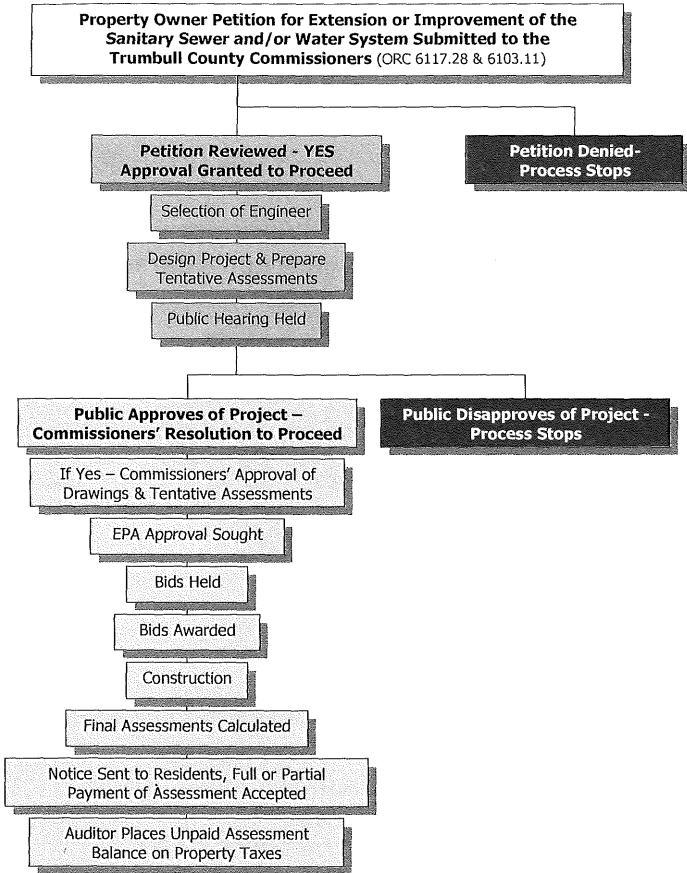 Property Owner Petition for Extension or Improvement of the
Sanitary Sewer and/or Water System Submitted to the
Trumbull County Commissioners (ORC 6117.28 & 6103.11)
Petition Reviewed - YES
Approval Granted to Proceed
Petition Denied-
Process Stops
Selection of Engineer
Design Project & Prepare
Tentative Assessments
Public Hearing Held
Public Approves of Project –
Commissioners' Resolution to Proceed
Public Disapproves of Project -
Process Stops
If Yes – Commissioners' Approval of
Drawings & Tentative Assessments
EPA Approval Sought
Bids Held
Bids Awarded
Construction
Final Assessments Calculated
Notice Sent to Residents, Full or Partial
Payment of Assessment Accepted
Auditor Places Unpaid Assessment
Balance on Property Taxes